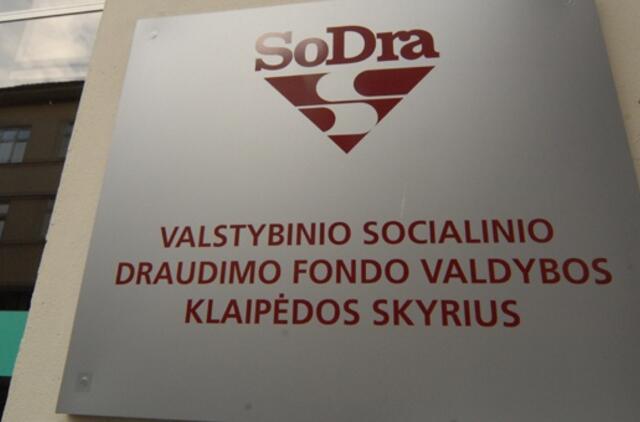 SoDra
VALSTYBINIO SOCIALINIO
DRAUDIMO FONDO VALDYBOS
KLAIPĖDOS SKYRIUS